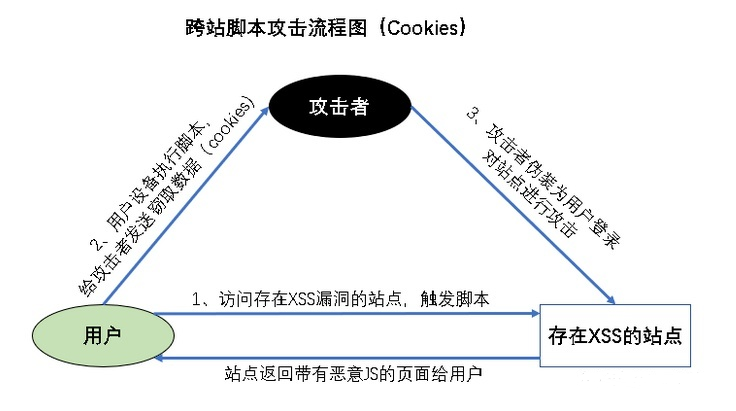 跨站脚本攻击流程图（Cookies）
攻击者
2、用户设备执行脚本，
给攻击者发送窃取数据（cookies）
3、攻击者伪装为用户登录
对站点进行攻击
1、访问存在XSS漏洞的站点，触发脚本
用户
存在XSS的站点
站点返回带有恶意JS的页面给用户